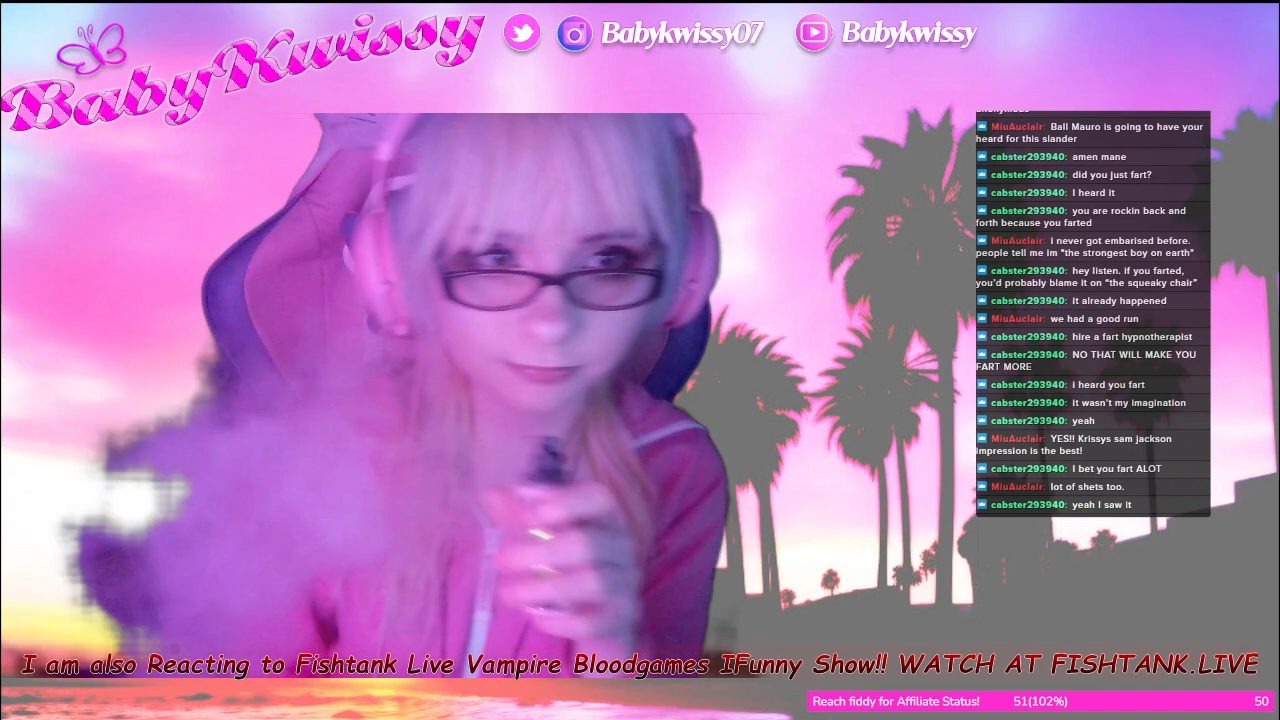 BabyKwissy
Babykwissy07
Babykwissy
MiuAuclair: Ball Mauro is going to have your
heard for this slander
cabster293940: amen mane
cabster293940: did you just fart?
cabster293940: I heard it
cabster293940: you are rockin back and
forth because you farted
MiuAuclair: i never got embarised before.
people tell me im "the strongest boy on earth"
cabster293940: hey listen. if you farted,
you'd probably blame it on "the squeaky chair"
cabster293940: it already happened
MiuAuclair: we had a good run
cabster293940: hire a fart hypnotherapist
cabster293940: NO THAT WILL MAKE YOU
FART MORE
cabster293940: i heard you fart
cabster293940: it wasn't my imagination
cabster293940: yeah
MiuAuclair: YES!! Krissys sam jackson
impression is the best!
cabster293940: I bet you fart ALOT
MiuAuclair: lot of shets too.
cabster293940: yeah I saw it
I am also Reacting to Fishtank Live Vampire Bloodgames IFunny Show!! WATCH AT FISHTANK.LIVE
Reach fiddy for Affiliate Status! 51(102%) 50